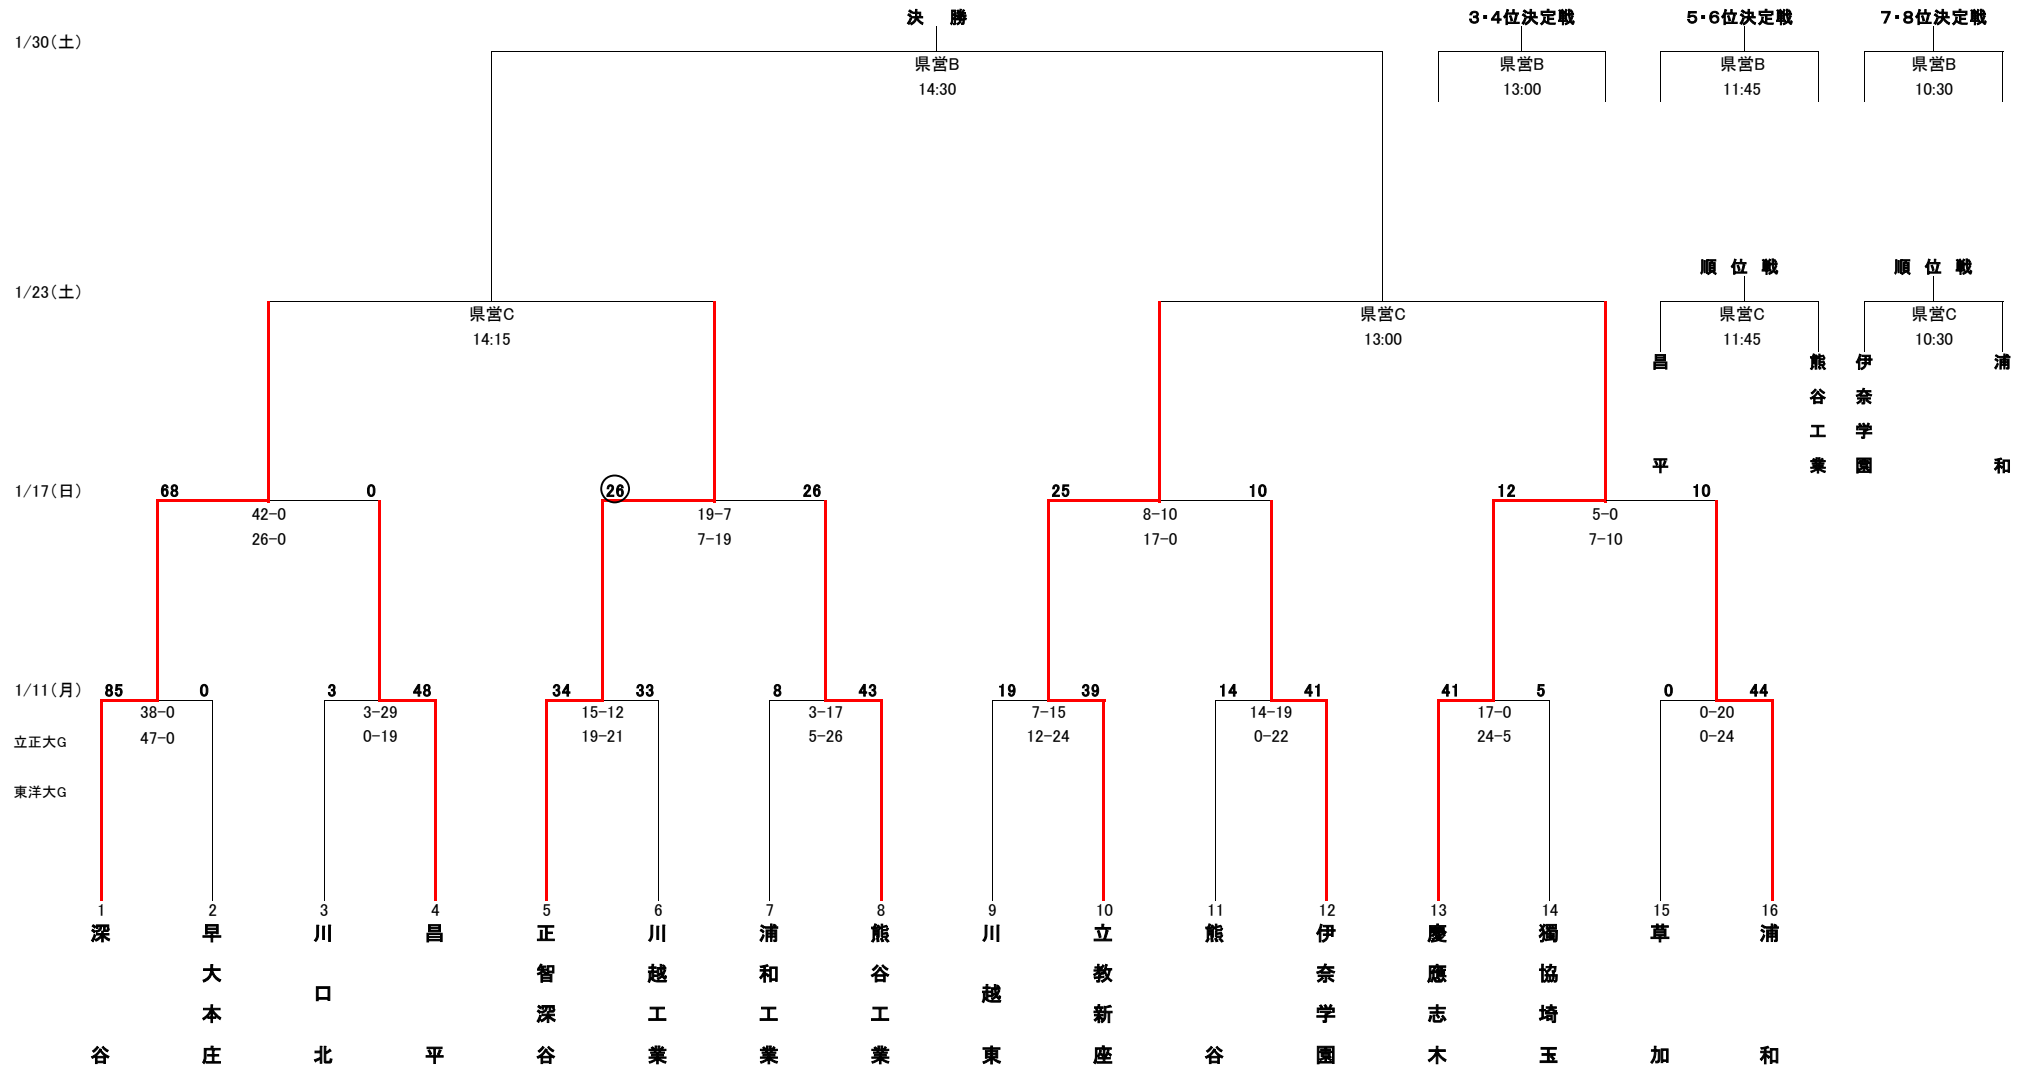 決　勝
3・4位決定戦
5・6位決定戦
7・8位決定戦
1/30(土)
県営B
14:30
県営B
13:00
県営B
11:45
県営B
10:30
順 位 戦
順 位 戦
1/23(土)
県営C
14:15
県営C
13:00
県営C
11:45
県営C
10:30
昌平
熊谷工業
伊奈学園
浦和
1/17(日)
68 0
26 26
25 10
12 10
42-0
26-0
19-7
7-19
8-10
17-0
5-0
7-10
1/11(月)
85 0
3 48
34 33
8 43
19 39
14 41
41 5
0 44
38-0
47-0
3-29
0-19
15-12
19-21
3-17
5-26
7-15
12-24
14-19
0-22
17-0
24-5
0-20
0-24
立正大G
東洋大G
1 2 3 4 5 6 7 8 9 10 11 12 13 14 15 16
深谷
早大本庄
川口北
昌平
正智深谷
川越工業
浦和工業
熊谷工業
川越東
立教新座
熊谷
伊奈学園
慶應志木
獨協埼玉
草加
浦和